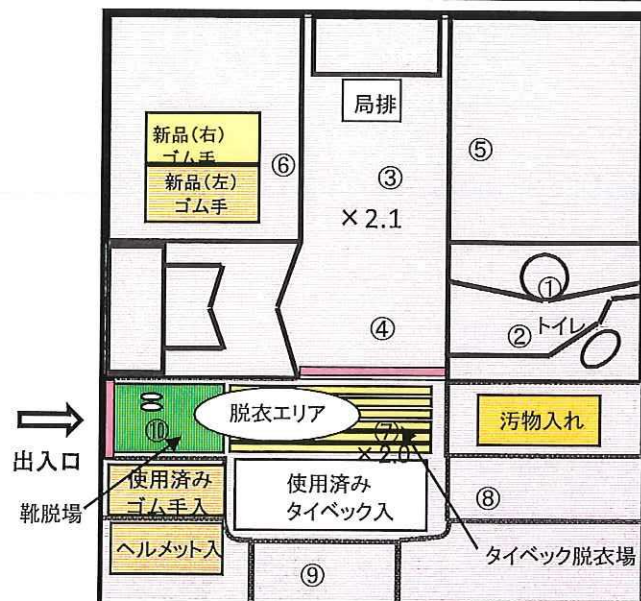 局排
新品(右)
ゴム手
新品(左)
ゴム手
⑥
③
⑤
×2.1
①
④
②
トイレ
⑩
脱衣エリア
⑦
×2.0
汚物入れ
出入口
靴脱場
使用済み
ゴム手入
使用済み
タイベック入
⑧
ヘルメット入
⑨
タイベック脱衣場